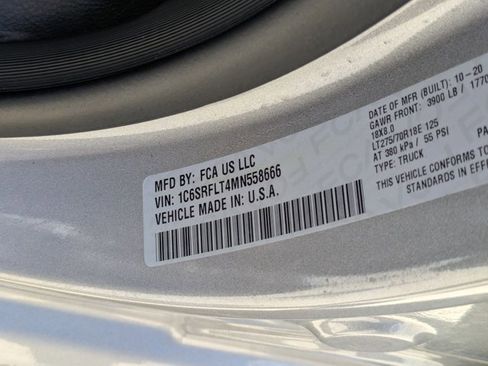 MFD BY: FCA US LLC
VIN: 1C6SRFLT4MN558666
VEHICLE MADE IN: U.S.A.
DATE OF MFR (BUILT): 10-20
GAWR FRONT: 3900 LB / 1770
18X8.0
LT275/70R18E 125
AT 380 kPa / 55 PSI
TYPE: TRUCK
THIS VEHICLE CONFORMS TO
STANDARDS IN EFFE